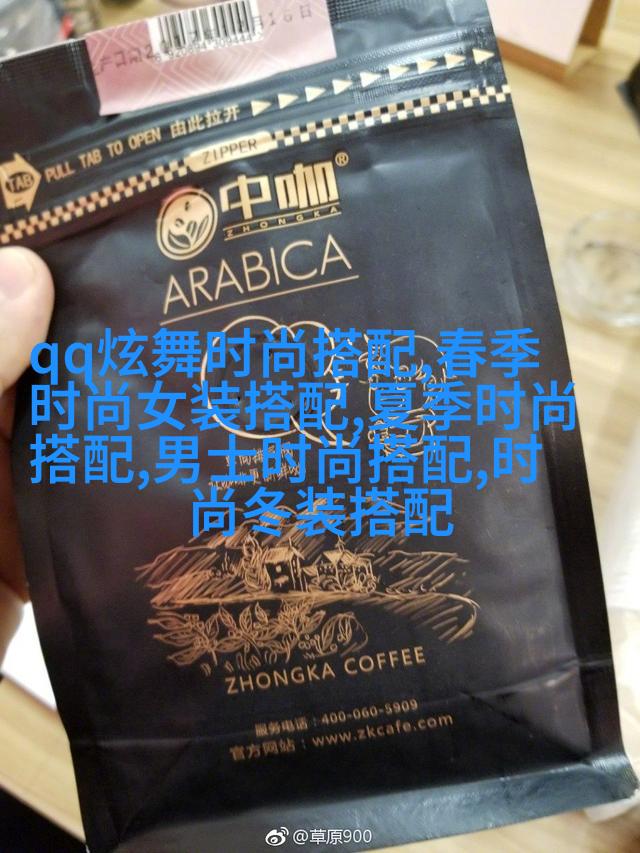 PULL TAB TO OPEN 由此拉开
TAB
ZIPPER
中咖®
ZHONGKA
ARABICA
qq炫舞时尚搭配,春季
时尚女装搭配,夏季时尚
搭配,男士时尚搭配,时
尚冬装搭配
ZHONGKA COFFEE
服务电话:400-060-5909
官方网站:www.zkcafe.com
@草原900